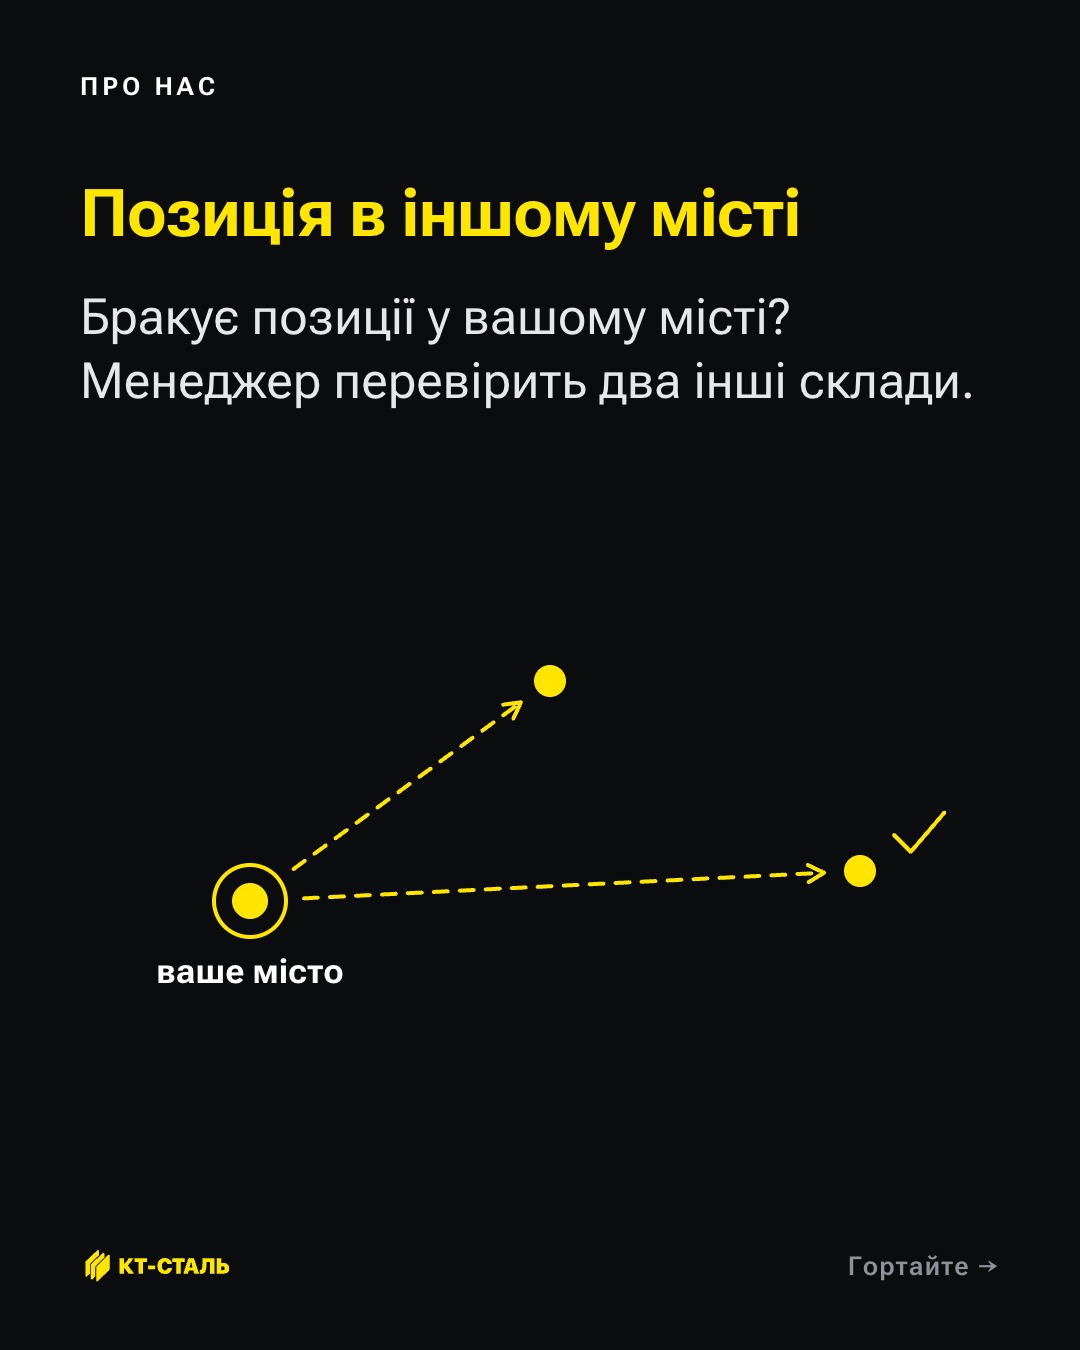 ПРО НАС
Позиція в іншому місті
Бракує позиції у вашому місті?
Менеджер перевірить два інші склади.
ваше місто
КТ-СТАЛЬ
Гортайте →